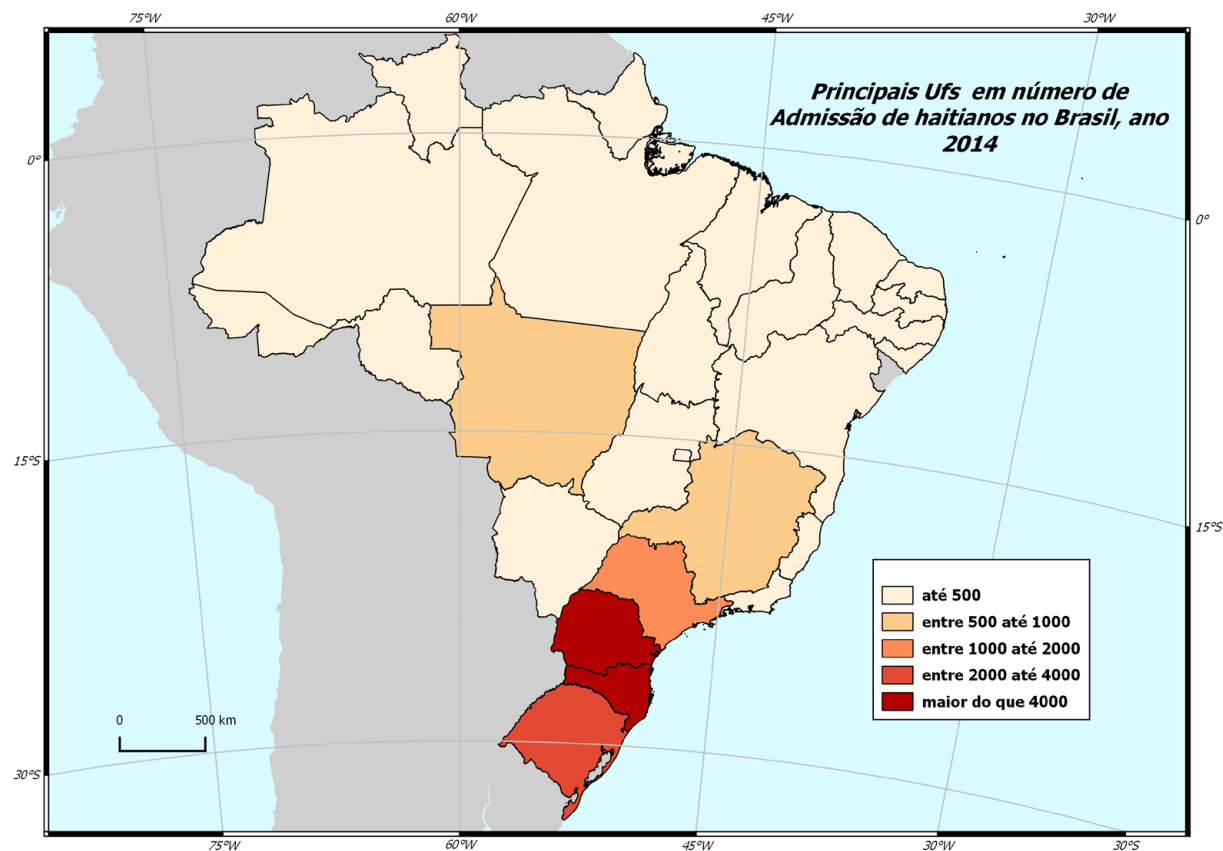 75°W 60°W 45°W 30°W
Principais Ufs em número de
Admissão de haitianos no Brasil, ano
2014
0°
0°
15°S
15°S
até 500
entre 500 até 1000
entre 1000 até 2000
entre 2000 até 4000
maior do que 4000
0 500 km
30°S
75°W 60°W 45°W 30°W 30°S